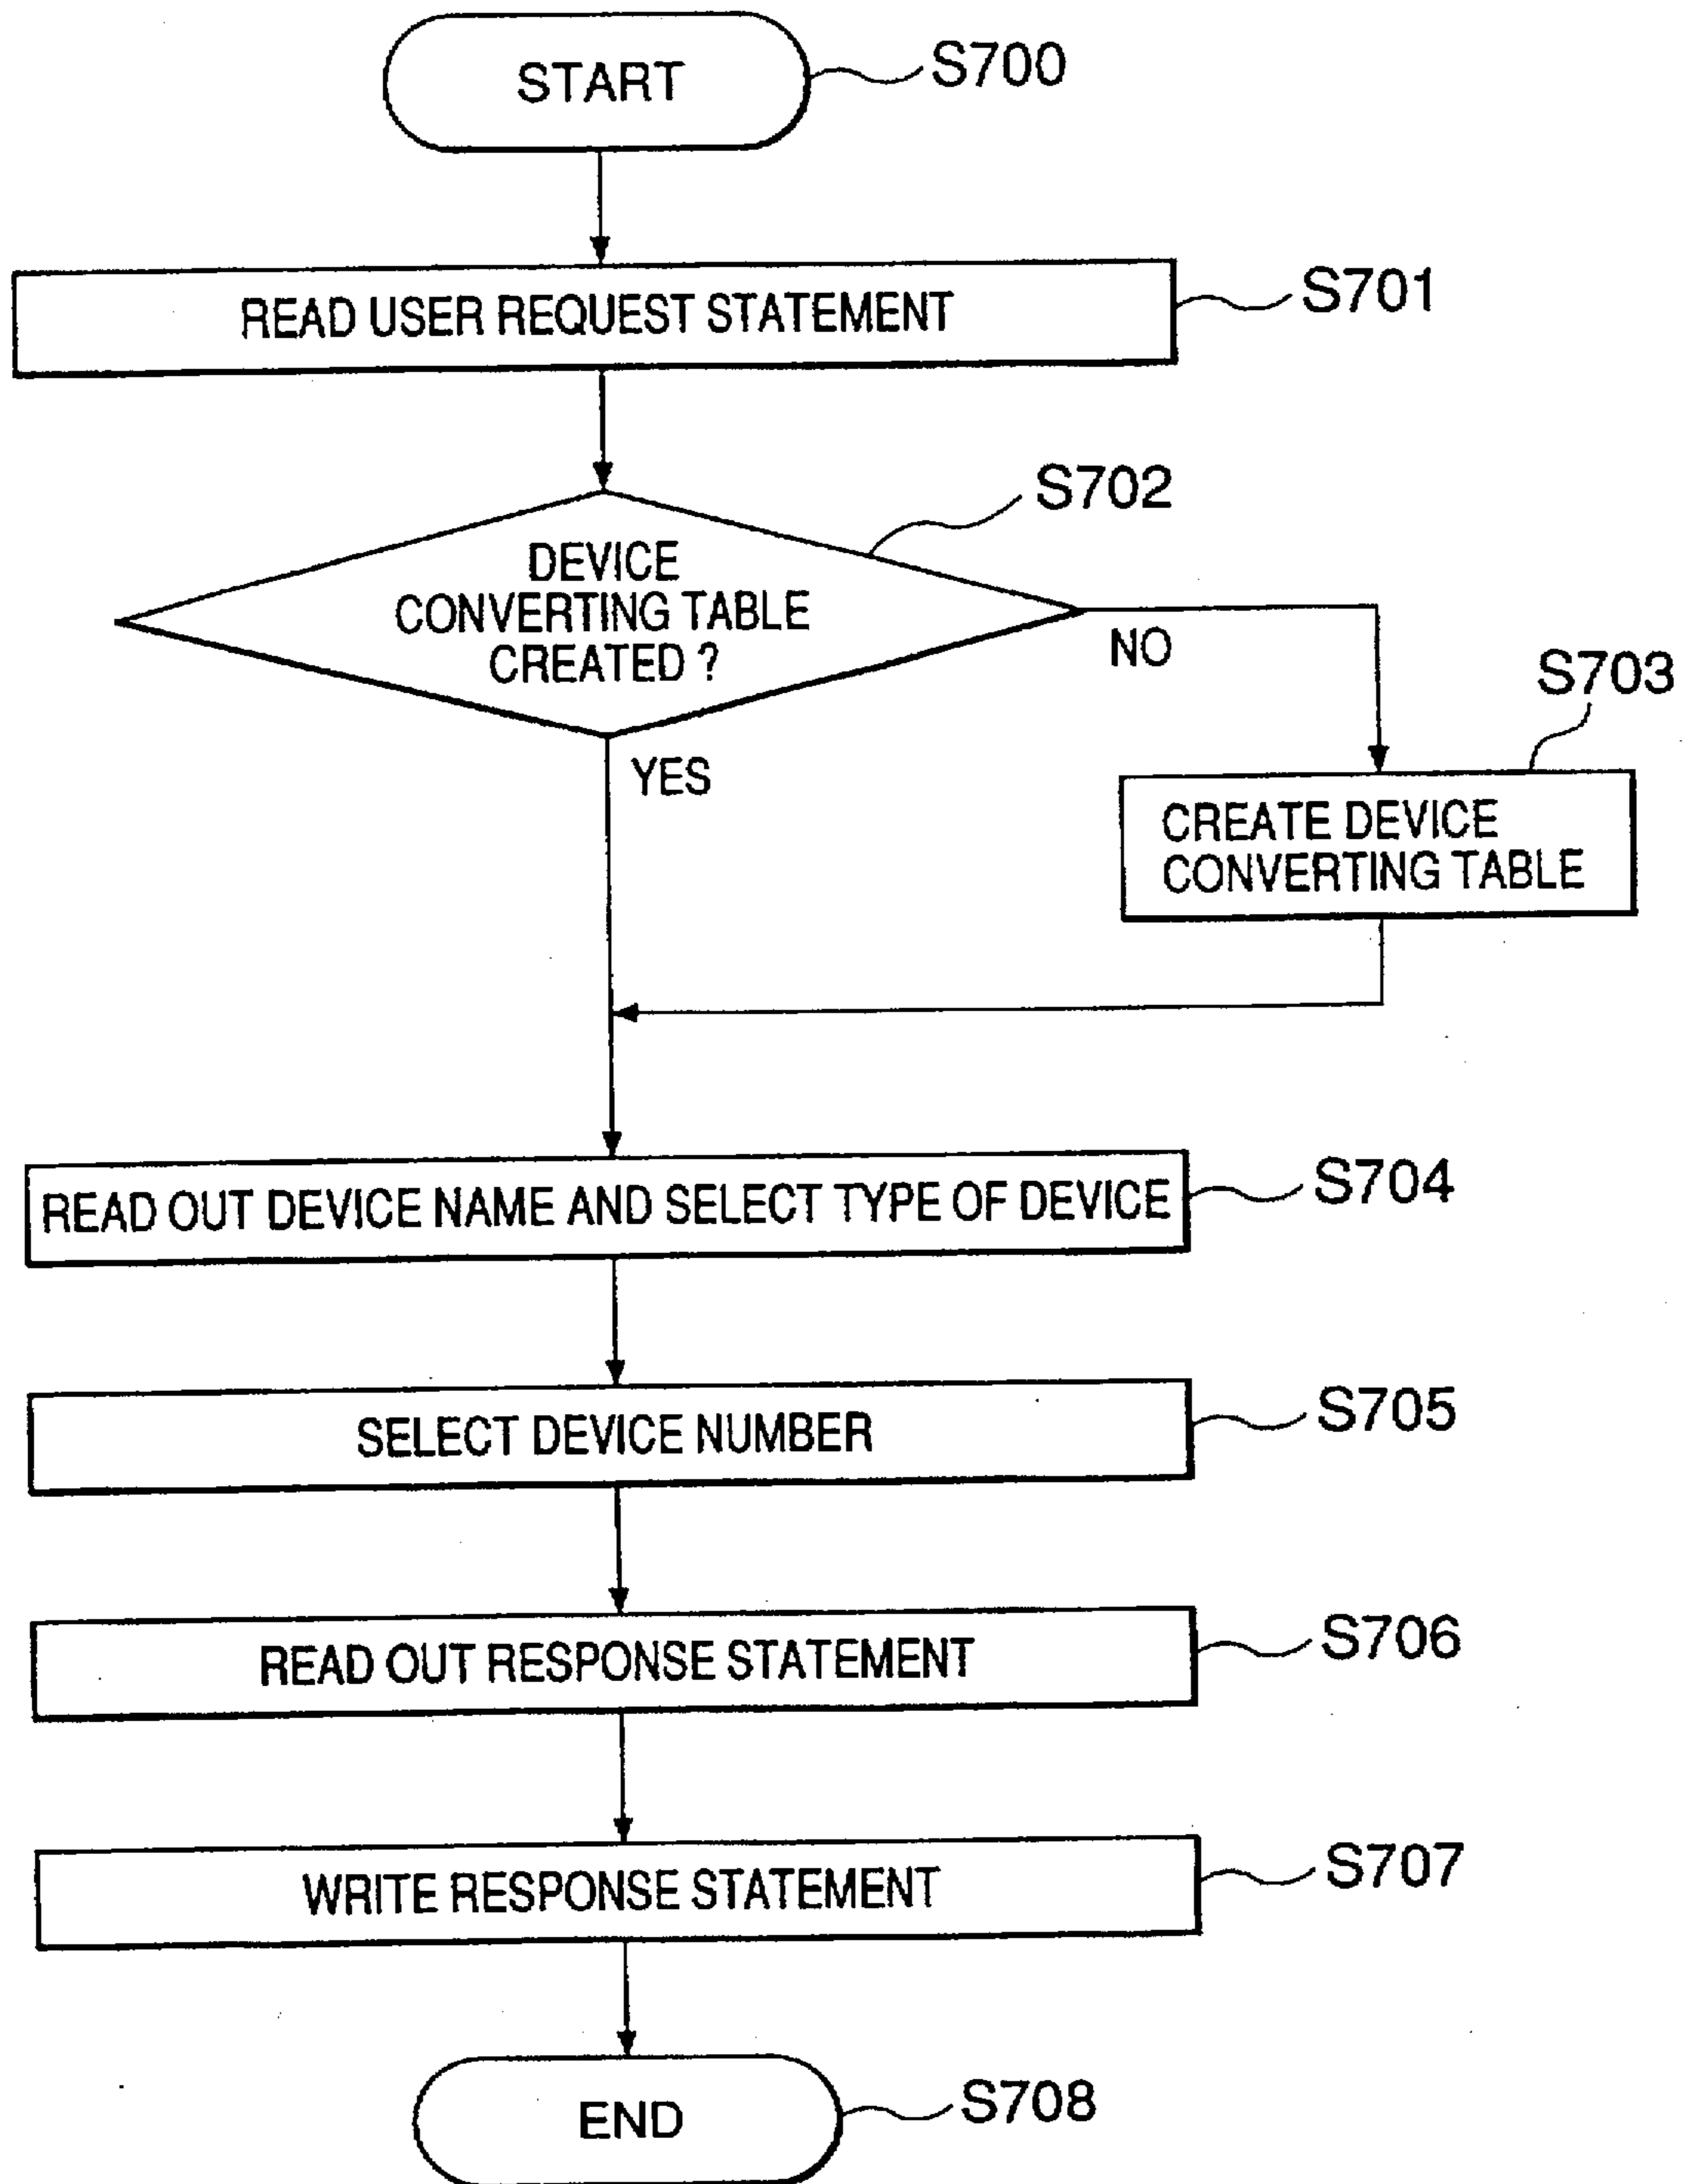 START
S700
READ USER REQUEST STATEMENT
S701
S702
DEVICE
CONVERTING TABLE
CREATED ?
NO
YES
S703
CREATE DEVICE
CONVERTING TABLE
READ OUT DEVICE NAME AND SELECT TYPE OF DEVICE
S704
SELECT DEVICE NUMBER
S705
READ OUT RESPONSE STATEMENT
S706
WRITE RESPONSE STATEMENT
S707
END
S708